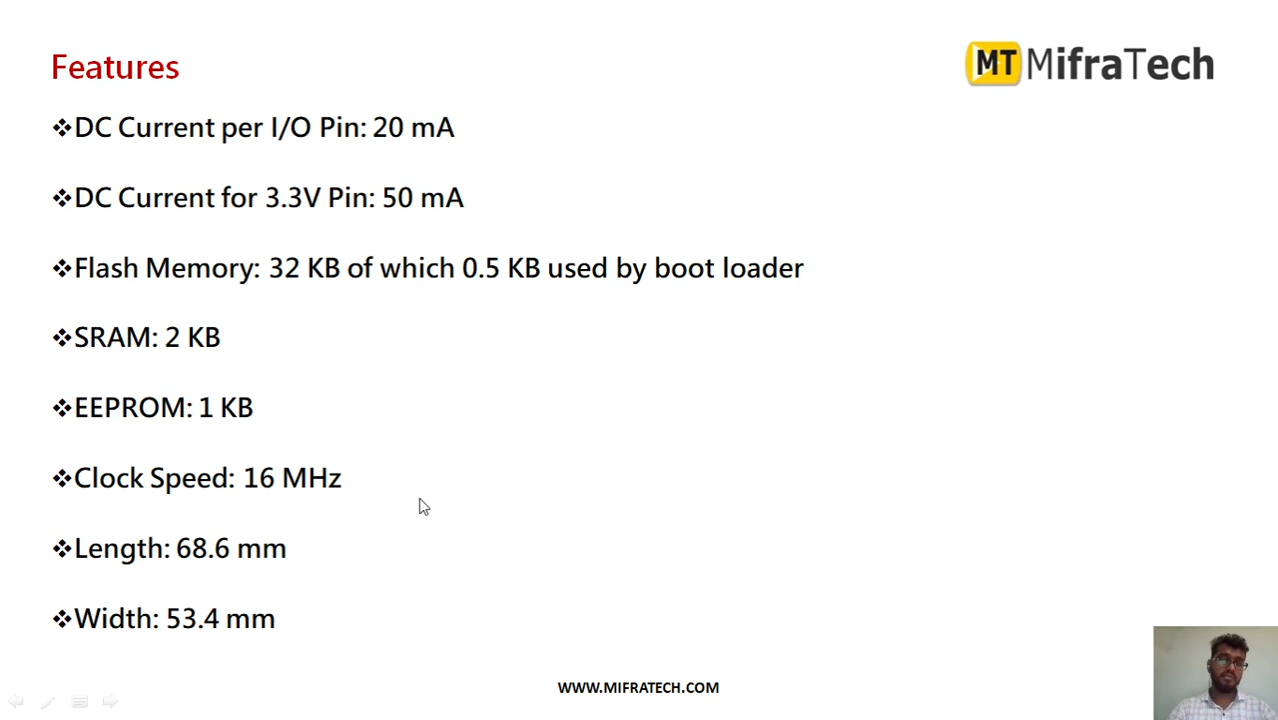 Features
MT MifraTech
❖DC Current per I/O Pin: 20 mA
❖DC Current for 3.3V Pin: 50 mA
❖Flash Memory: 32 KB of which 0.5 KB used by boot loader
❖SRAM: 2 KB
❖EEPROM: 1 KB
❖Clock Speed: 16 MHz
❖Length: 68.6 mm
❖Width: 53.4 mm
WWW.MIFRATECH.COM